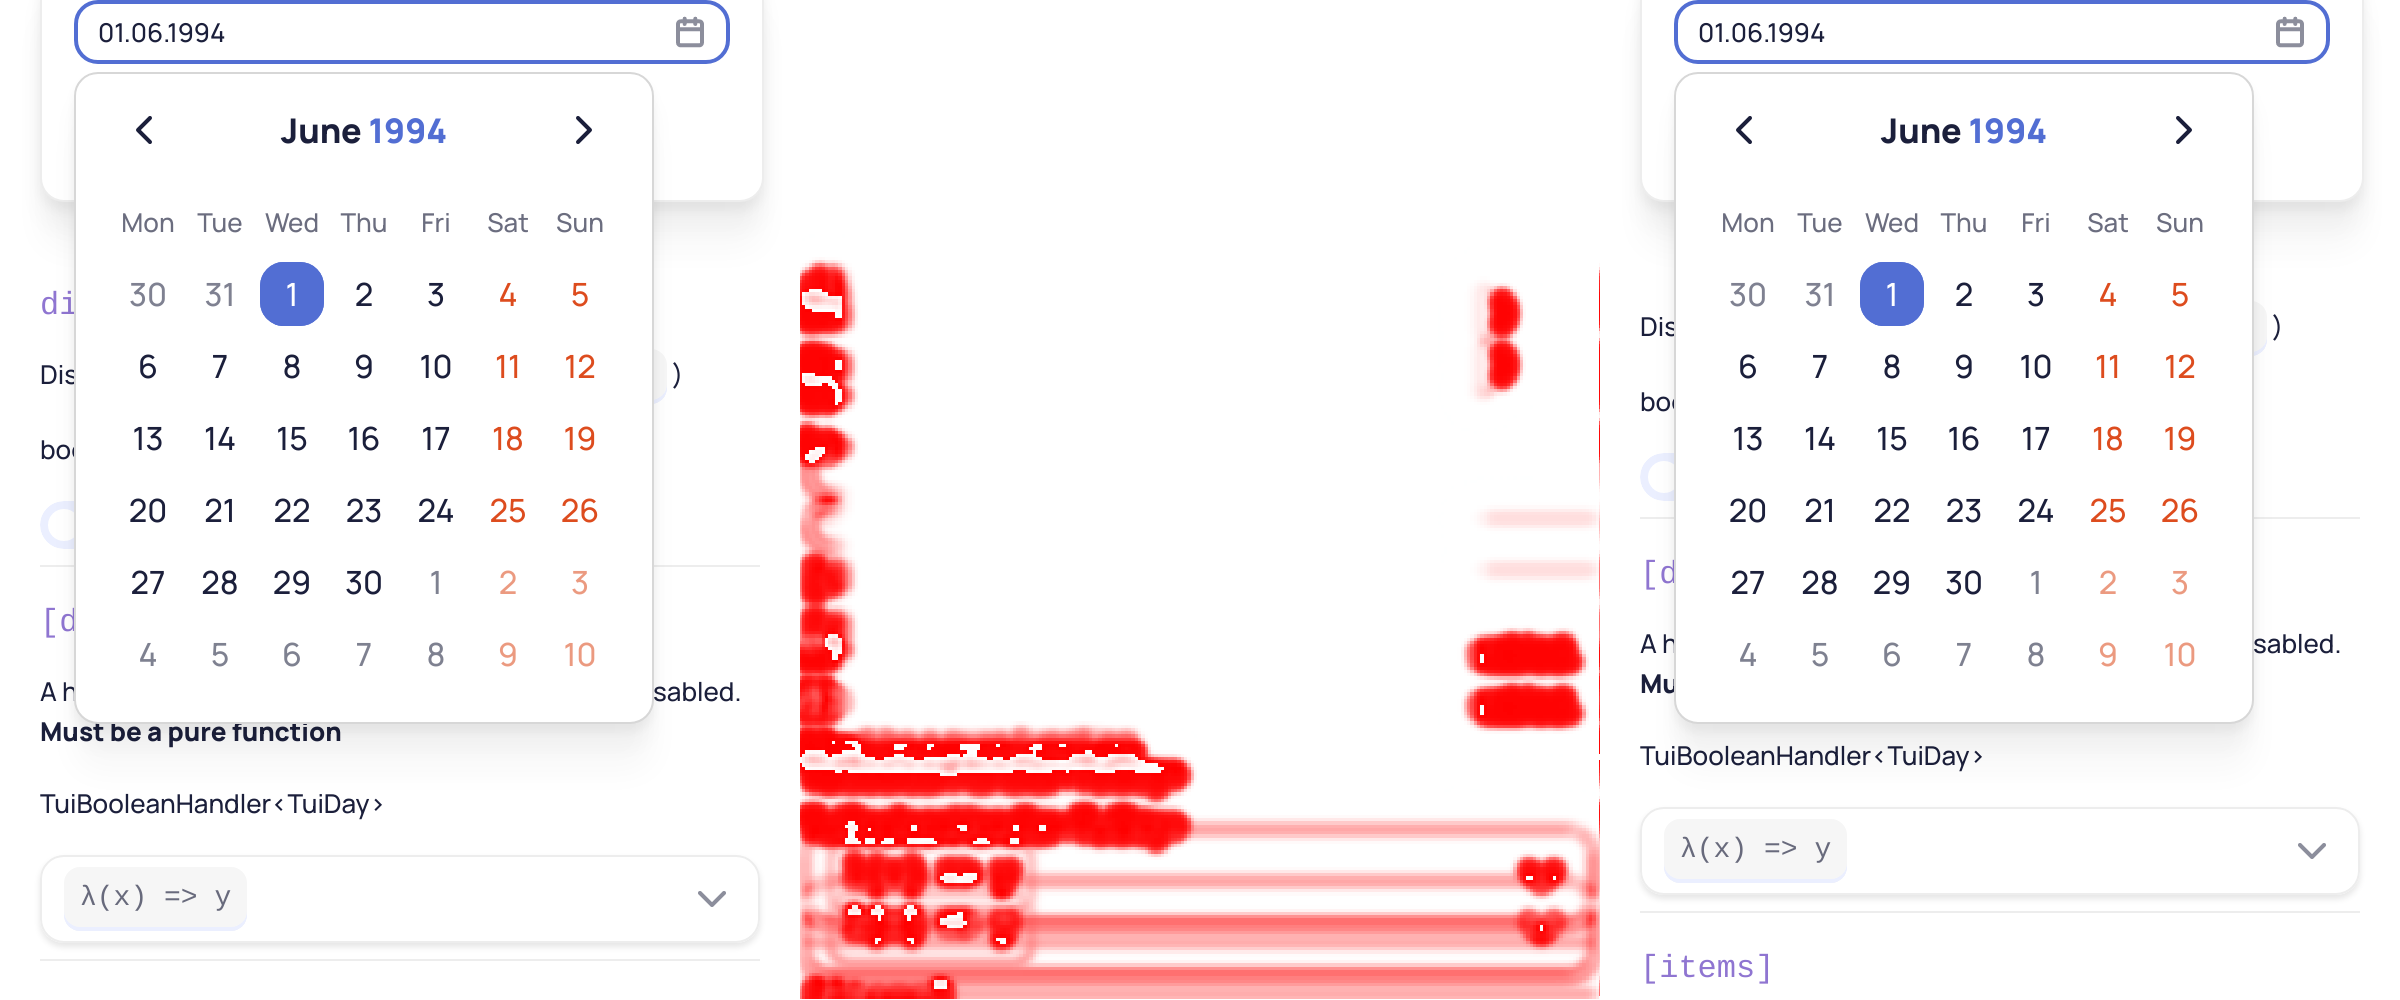 01.06.1994
June 1994
Mon Tue Wed Thu Fri Sat Sun
30 31 1 2 3 4 5
6 7 8 9 10 11 12
13 14 15 16 17 18 19
20 21 22 23 24 25 26
27 28 29 30 1 2 3
4 5 6 7 8 9 10
di
Dis )
boo
[d
A h sabled.
Must be a pure function
TuiBooleanHandler<TuiDay>
λ(x) => y
01.06.1994
June 1994
Mon Tue Wed Thu Fri Sat Sun
30 31 1 2 3 4 5
6 7 8 9 10 11 12
13 14 15 16 17 18 19
20 21 22 23 24 25 26
27 28 29 30 1 2 3
4 5 6 7 8 9 10
Dis )
boo
[d
A h sabled.
Mu
TuiBooleanHandler<TuiDay>
λ(x) => y
[items]